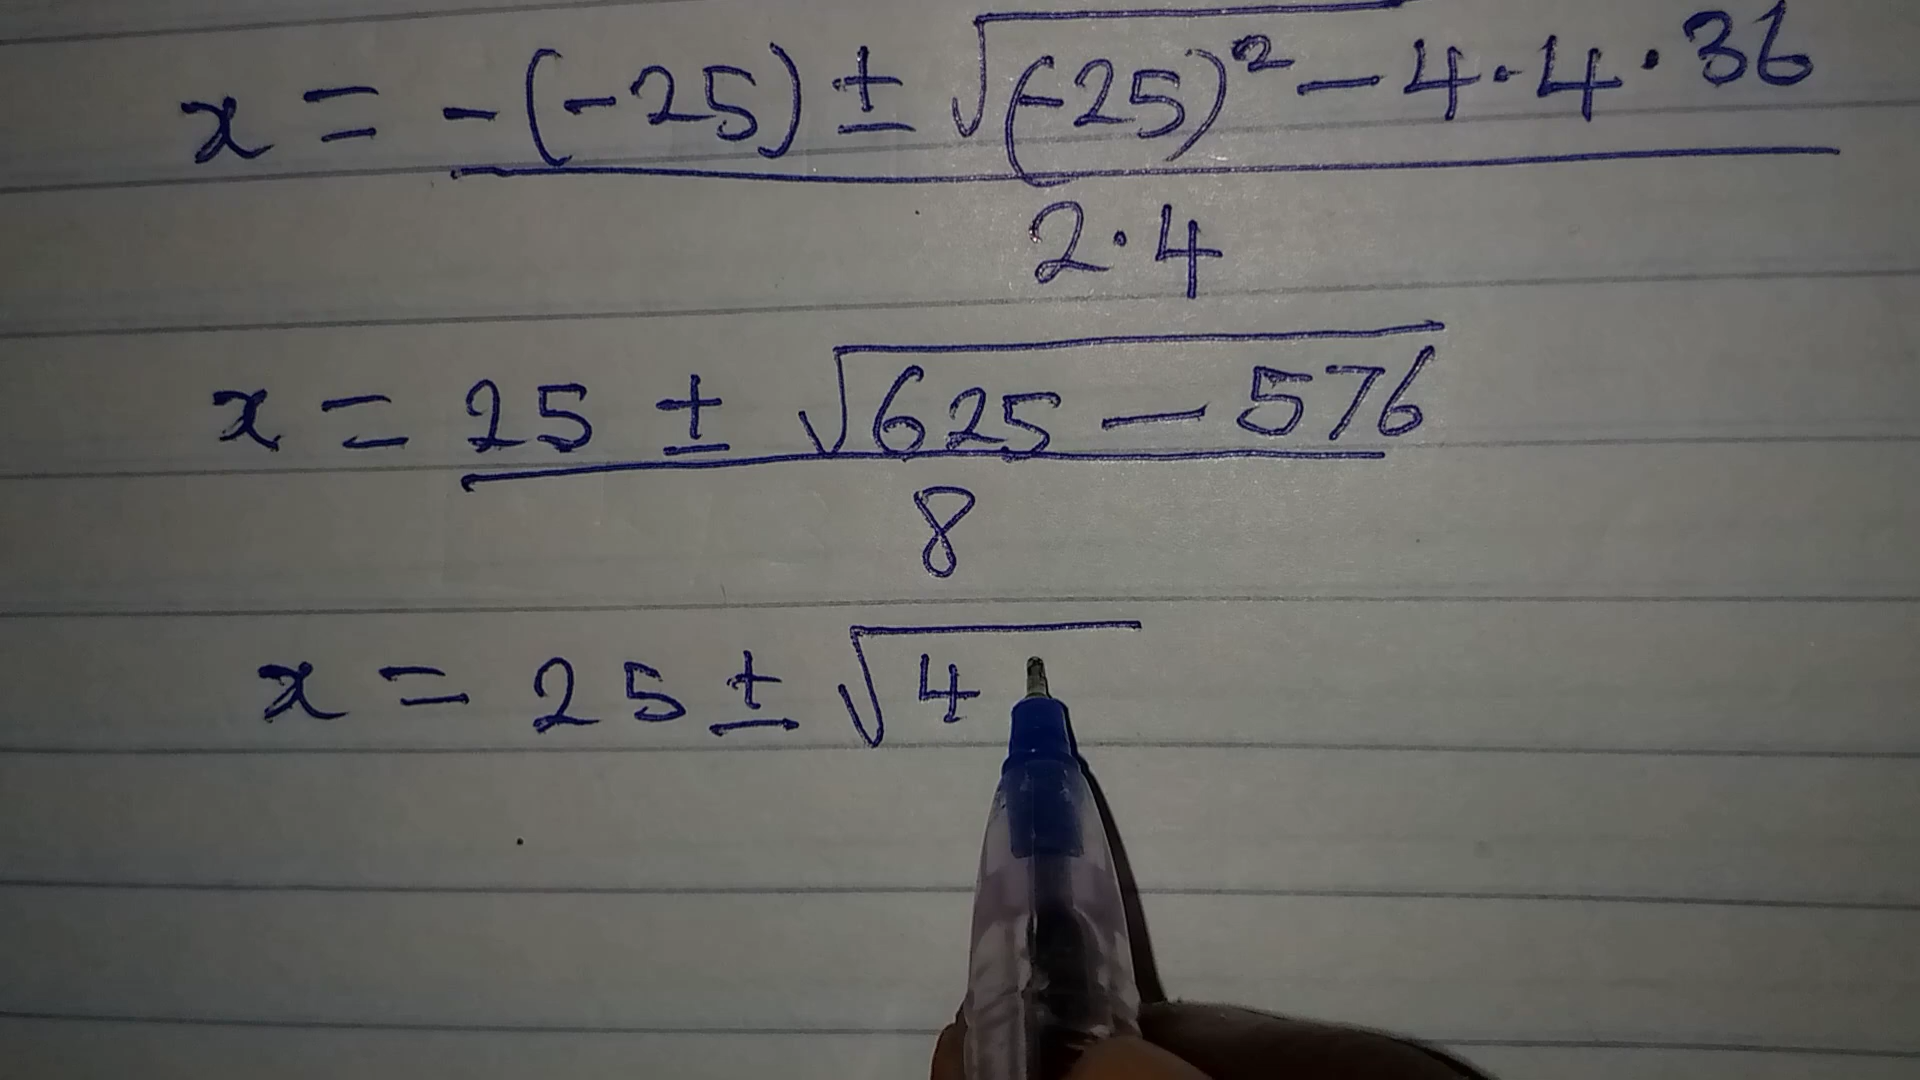 x = -(-25) ± √(-25)² - 4·4·36
2·4
x = 25 ± √625 - 576
8
x = 25 ± √4